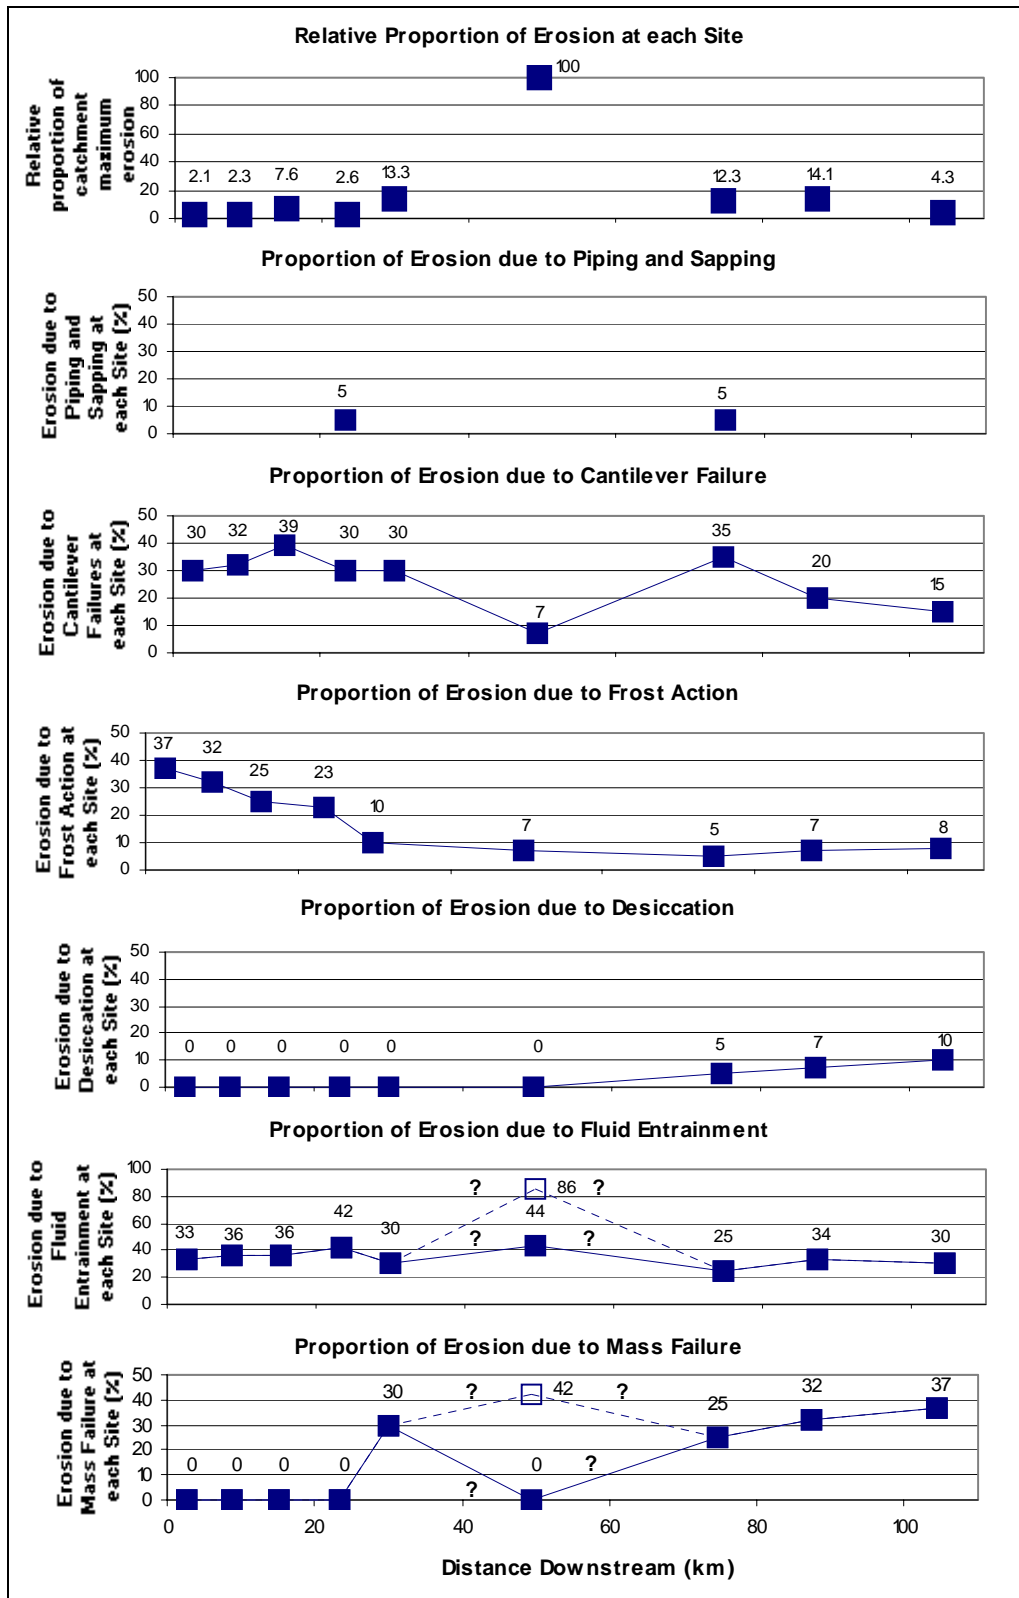 Relative Proportion of Erosion at each Site
Relative
proportion of
catchment
maximum
erosion
100
80
60
40
20
0
2.1
2.3
7.6
2.6
13.3
100
12.3
14.1
4.3
Proportion of Erosion due to Piping and Sapping
Erosion due to
Piping and
Sapping at
each Site (%)
50
40
30
20
10
0
5
5
Proportion of Erosion due to Cantilever Failure
Erosion due to
Cantilever
Failures at
each Site (%)
50
40
30
20
10
0
30
32
39
30
30
7
35
20
15
Proportion of Erosion due to Frost Action
Erosion due to
Frost Action at
each Site (%)
50
40
30
20
10
0
37
32
25
23
10
7
5
7
8
Proportion of Erosion due to Desiccation
Erosion due to
Desiccation at
each Site (%)
50
40
30
20
10
0
0
0
0
0
0
0
5
7
10
Proportion of Erosion due to Fluid Entrainment
Erosion due to
Fluid
Entrainment at
each Site (%)
100
80
60
40
20
0
33
36
36
42
30
? 86 ?
44
? ?
25
34
30
Proportion of Erosion due to Mass Failure
Erosion due to
Mass Failure at
each Site (%)
50
40
30
20
10
0
0
0
0
0
30
? 42 ?
0
? ?
25
32
37
0 20 40 60 80 100
Distance Downstream (km)